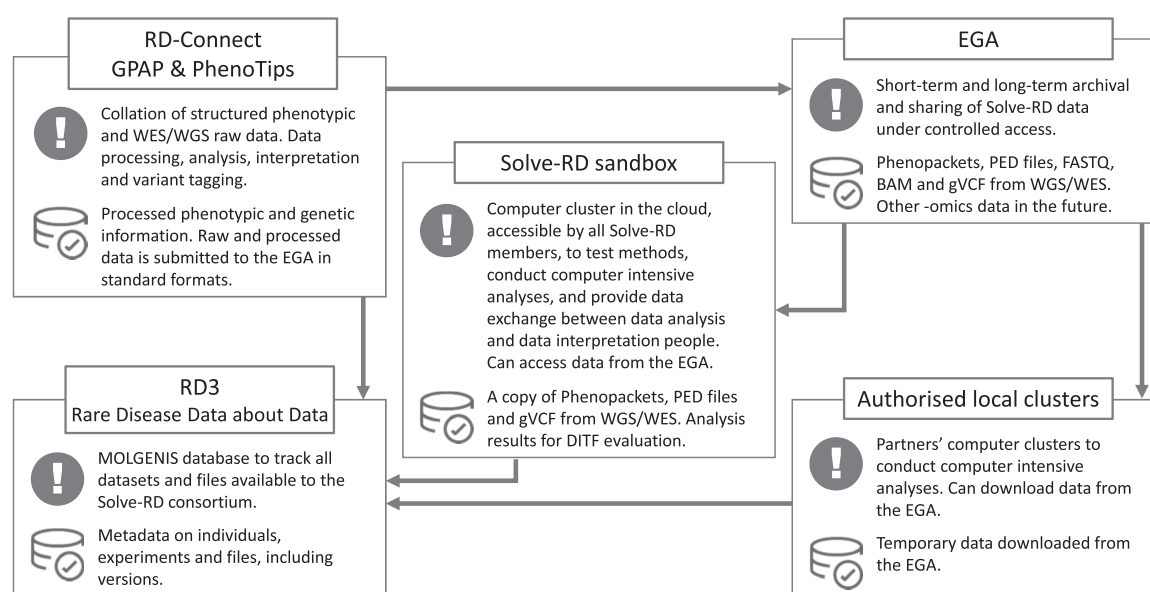 RD-Connect
GPAP & PhenoTips
Collation of structured phenotypic
and WES/WGS raw data. Data
processing, analysis, interpretation
and variant tagging.
Processed phenotypic and genetic
information. Raw and processed
data is submitted to the EGA in
standard formats.
EGA
Short-term and long-term archival
and sharing of Solve-RD data
under controlled access.
Phenopackets, PED files, FASTQ,
BAM and gVCF from WGS/WES.
Other -omics data in the future.
Solve-RD sandbox
Computer cluster in the cloud,
accessible by all Solve-RD
members, to test methods,
conduct computer intensive
analyses, and provide data
exchange between data analysis
and data interpretation people.
Can access data from the EGA.
A copy of Phenopackets, PED files
and gVCF from WGS/WES. Analysis
results for DITF evaluation.
RD3
Rare Disease Data about Data
MOLGENIS database to track all
datasets and files available to the
Solve-RD consortium.
Metadata on individuals,
experiments and files, including
versions.
Authorised local clusters
Partners’ computer clusters to
conduct computer intensive
analyses. Can download data from
the EGA.
Temporary data downloaded from
the EGA.